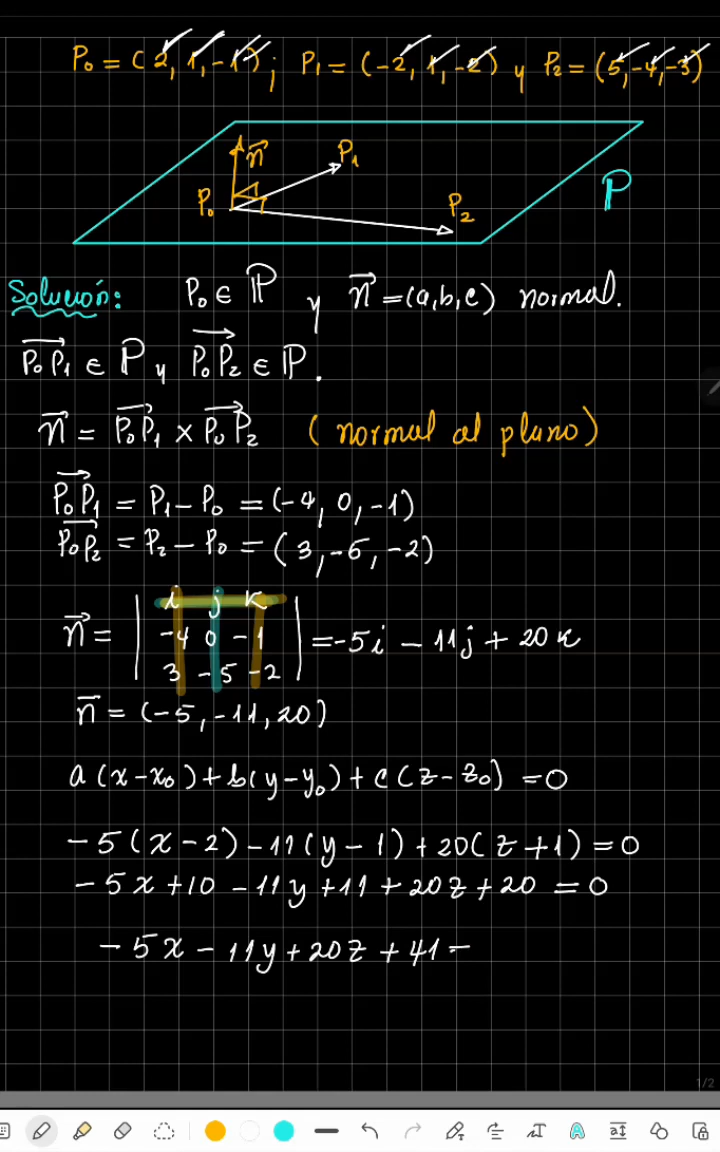 P₀ = (2, 1, -1); P₁ = (-2, 1, -2) y P₂ = (5, -4, -3)
n⃗ P₁
P₀ P₂ P
Solución: P₀ ∈ P y n⃗ = (a, b, c) normal.
P₀P₁ ∈ P y P₀P₂ ∈ P.
n⃗ = P₀P₁ × P₀P₂ (normal al plano)
P₀P₁ = P₁ - P₀ = (-4, 0, -1)
P₀P₂ = P₂ - P₀ = (3, -5, -2)
i j k
n⃗ = | -4 0 -1 | = -5i - 11j + 20k
3 -5 -2
n⃗ = (-5, -11, 20)
a(x-x₀) + b(y-y₀) + c(z-z₀) = 0
-5(x-2) - 11(y-1) + 20(z+1) = 0
-5x + 10 - 11y + 11 + 20z + 20 = 0
-5x - 11y + 20z + 41 =
1/2